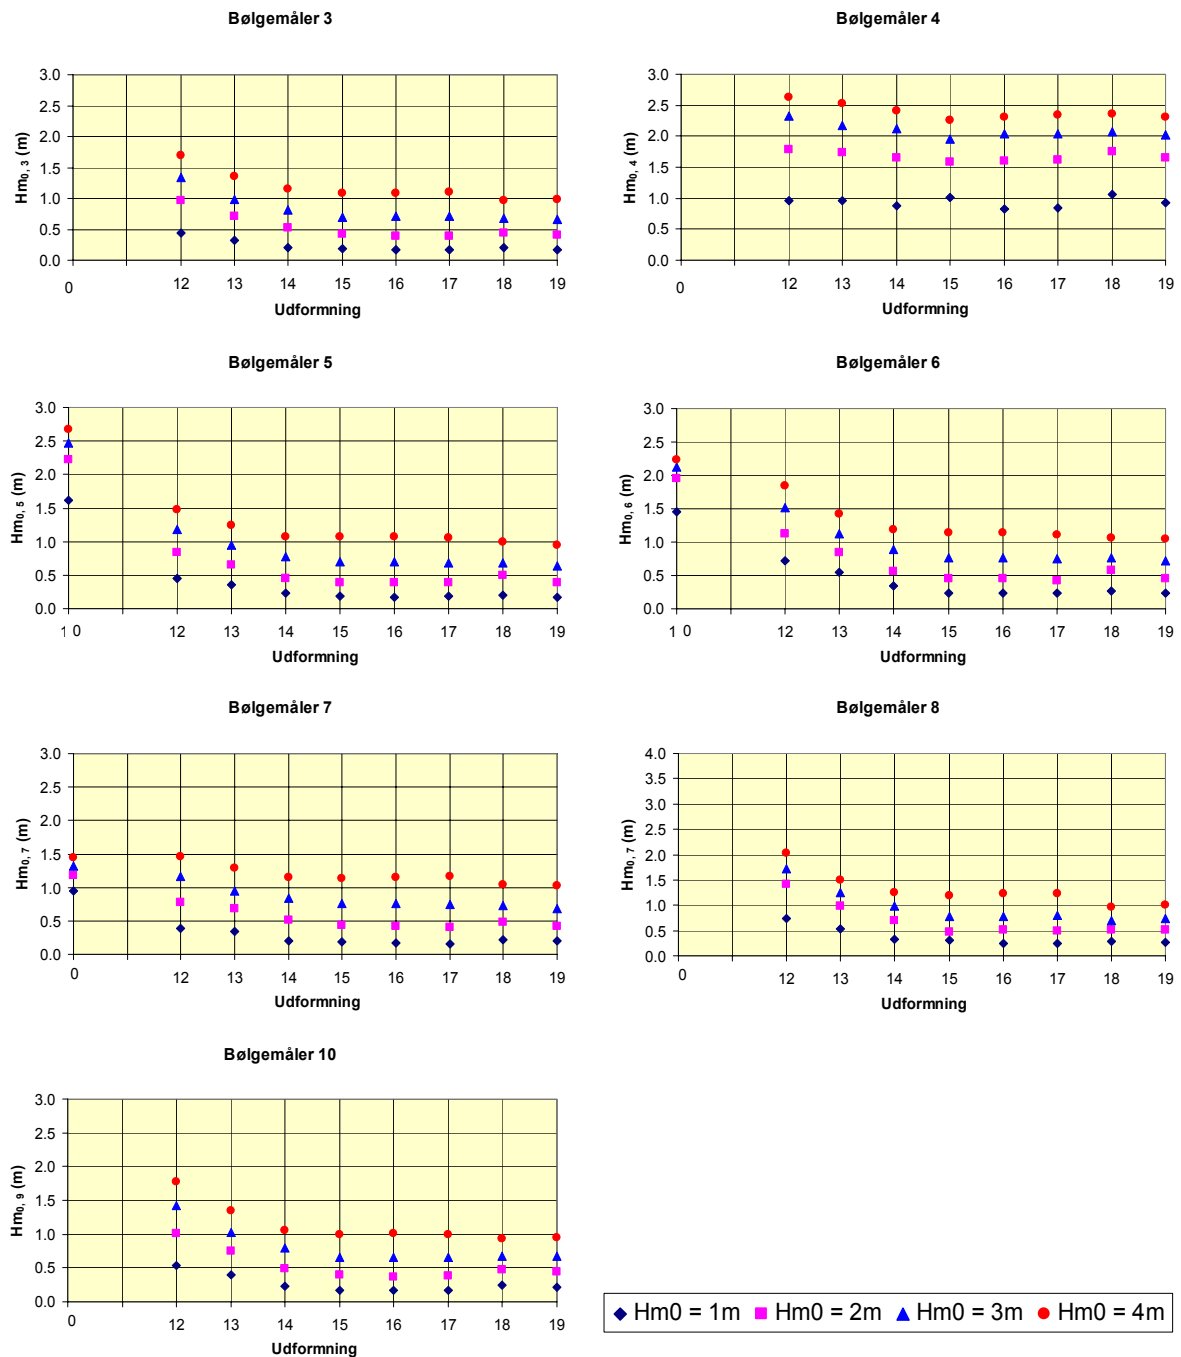 Bølgemåler 3
3.0
2.5
2.0
1.5
1.0
0.5
0.0
Hm0, 3 (m)
0 12 13 14 15 16 17 18 19
Udformning
Bølgemåler 4
3.0
2.5
2.0
1.5
1.0
0.5
0.0
Hm0, 4 (m)
0 12 13 14 15 16 17 18 19
Udformning
Bølgemåler 5
3.0
2.5
2.0
1.5
1.0
0.5
0.0
Hm0, 5 (m)
1 0 12 13 14 15 16 17 18 19
Udformning
Bølgemåler 6
3.0
2.5
2.0
1.5
1.0
0.5
0.0
Hm0, 6 (m)
1 0 12 13 14 15 16 17 18 19
Udformning
Bølgemåler 7
3.0
2.5
2.0
1.5
1.0
0.5
0.0
Hm0, 7 (m)
0 12 13 14 15 16 17 18 19
Udformning
Bølgemåler 8
4.0
3.5
3.0
2.5
2.0
1.5
1.0
0.5
0.0
Hm0, 7 (m)
0 12 13 14 15 16 17 18 19
Udformning
Bølgemåler 10
3.0
2.5
2.0
1.5
1.0
0.5
0.0
Hm0, 9 (m)
0 12 13 14 15 16 17 18 19
Udformning
Hm0 = 1m Hm0 = 2m Hm0 = 3m Hm0 = 4m